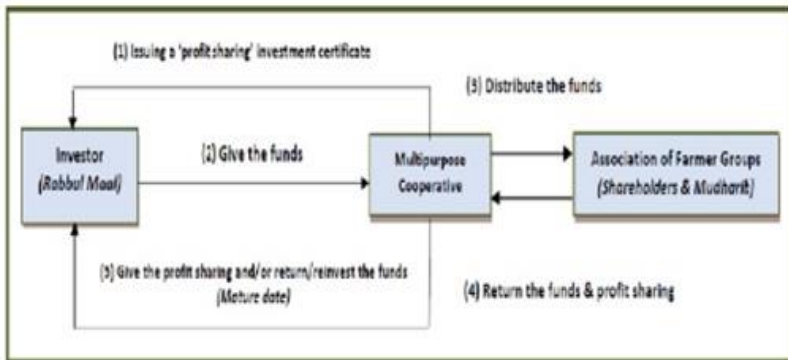 (1) Issuing a 'profit sharing' investment certificate
(3) Distribute the funds
Investor
(Rabbul Maal)
(2) Give the funds
Multipurpose
Cooperative
Association of Farmer Groups
(Shareholders & Mudharib)
(5) Give the profit sharing and/or return/reinvest the funds
(Mature date)
(4) Return the funds & profit sharing